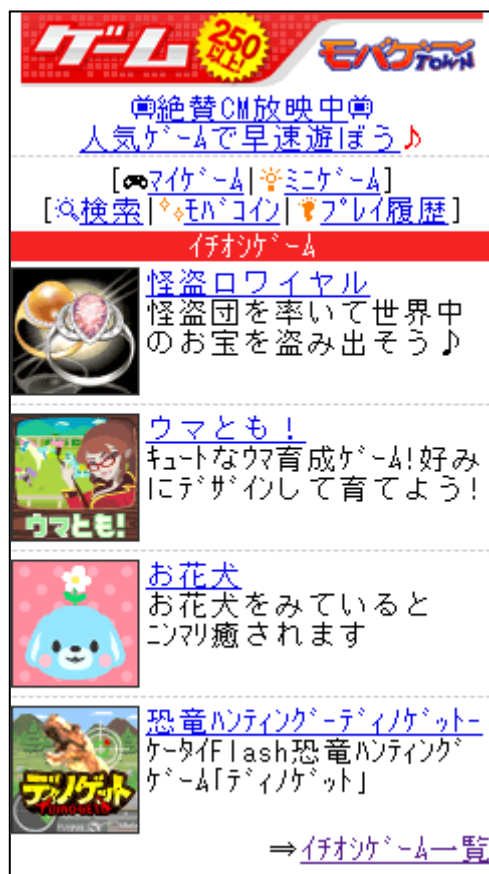 ゲーム
250
以上!
モバゲー
TOWN
絶賛CM放映中
人気ゲームで早速遊ぼう♪
[マイゲーム|ミニゲーム]
[検索|モバコイン|プレイ履歴]
イチオシゲーム
怪盗ロワイヤル
怪盗団を率いて世界中
のお宝を盗み出そう♪
ウマとも!
キュートなウマ育成ゲーム!好み
にデザインして育てよう!
ウマとも!
お花犬
お花犬をみていると
ニンマリ癒されます
恐竜ハンティングーディノゲットー
ケータイFlash恐竜ハンティング
ゲーム「ディノゲット」
ディノゲット
⇒イチオシゲーム一覧